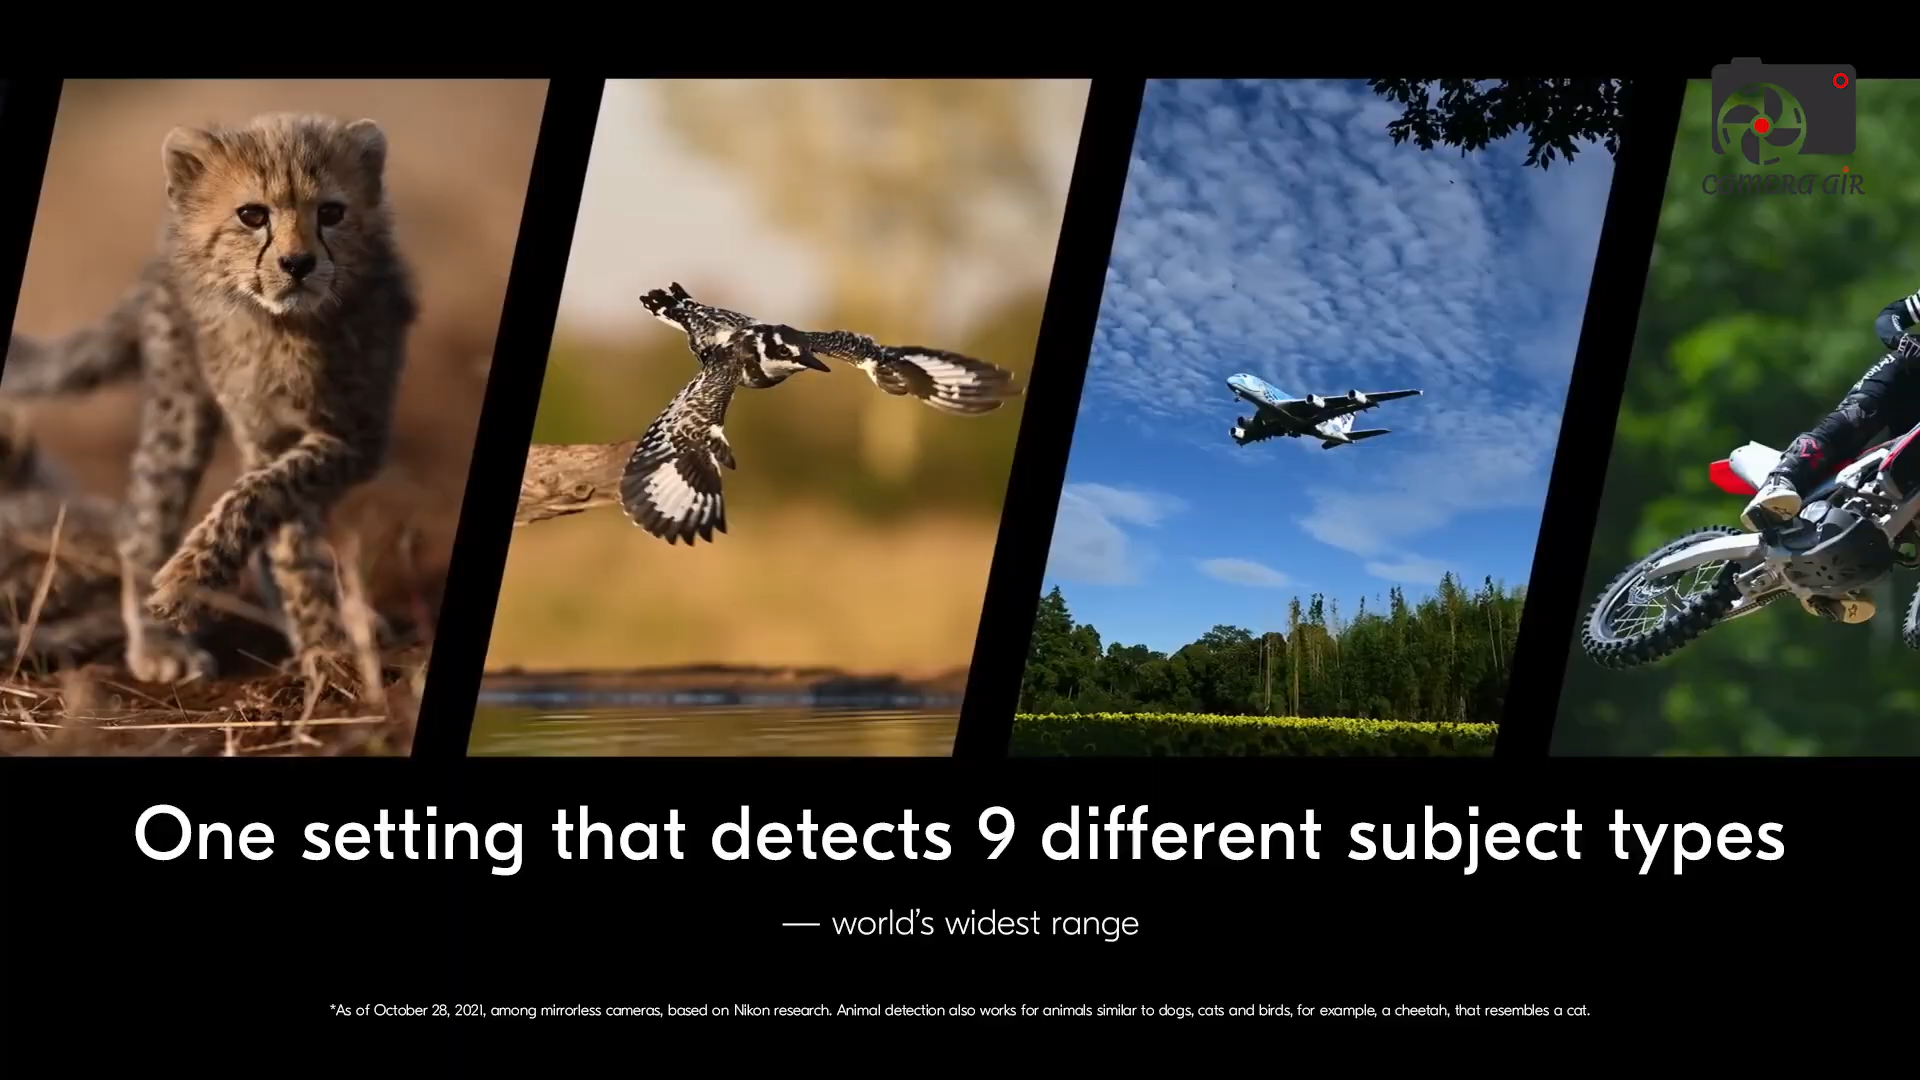 CAMERA AIR
One setting that detects 9 different subject types
— world's widest range
*As of October 28, 2021, among mirrorless cameras, based on Nikon research. Animal detection also works for animals similar to dogs, cats and birds, for example, a cheetah, that resembles a cat.